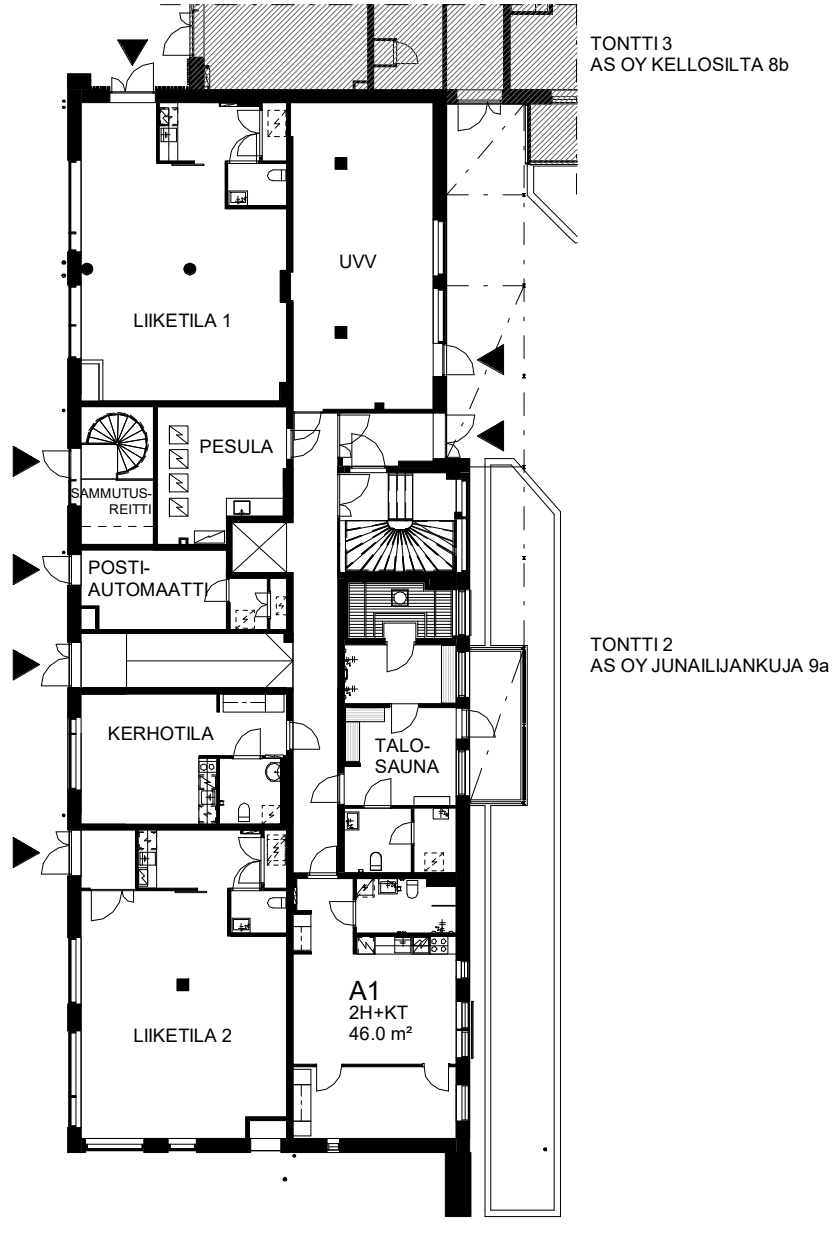 TONTTI 3
AS OY KELLOSILTA 8b
UVV
LIIKETILA 1
PESULA
SAMMUTUS-
REITTI
POSTI-
AUTOMAATTI
TONTTI 2
AS OY JUNAILIJANKUJA 9a
KERHOTILA
TALO-
SAUNA
A1
2H+KT
46.0 m²
LIIKETILA 2